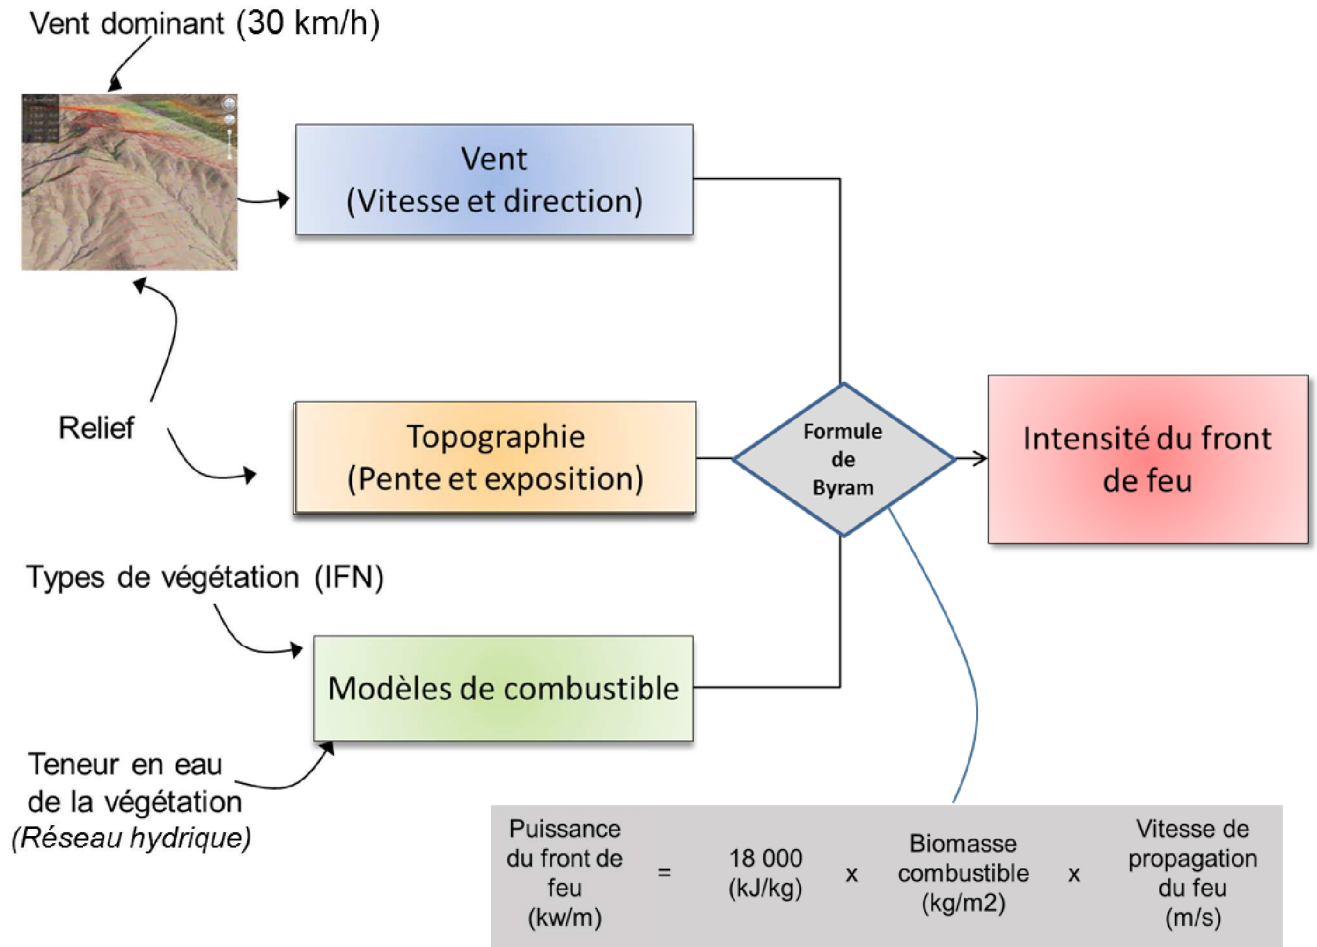 Vent dominant (30 km/h)
Vent
(Vitesse et direction)
Relief
Topographie
(Pente et exposition)
Formule
de
Byram
Intensité du front
de feu
Types de végétation (IFN)
Modèles de combustible
Teneur en eau
de la végétation
(Réseau hydrique)
Puissance
du front de
feu
(kw/m)
=
18 000
(kJ/kg)
x
Biomasse
combustible
(kg/m2)
x
Vitesse de
propagation
du feu
(m/s)